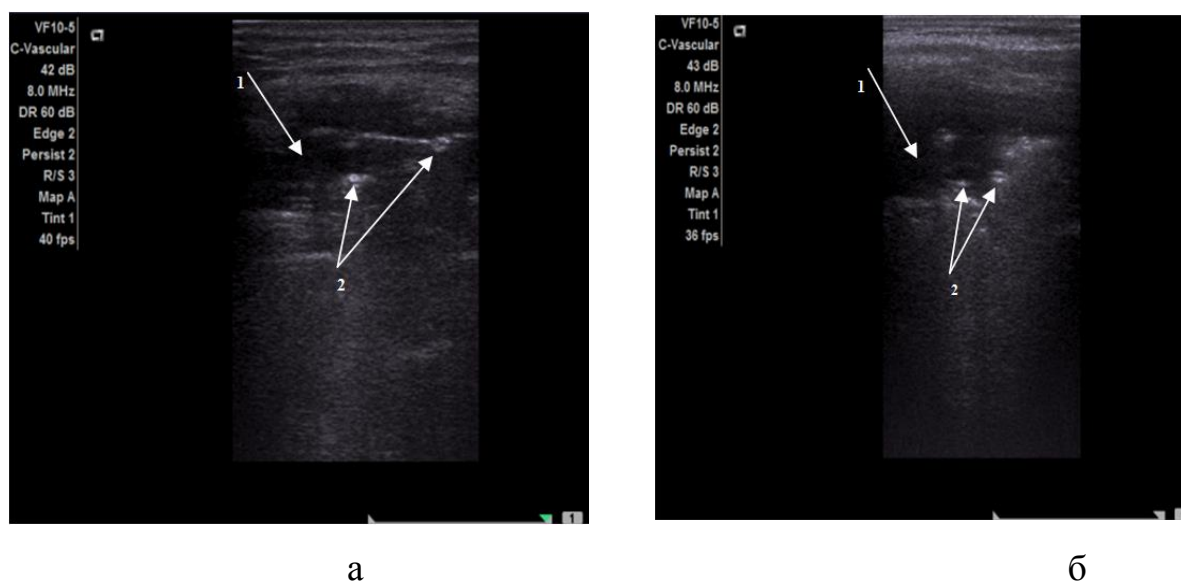 VF10-5
C-Vascular
42 dB
8.0 MHz
DR 60 dB
Edge 2
Persist 2
R/S 3
Map A
Tint 1
40 fps
1
2
1
а
VF10-5
C-Vascular
43 dB
8.0 MHz
DR 60 dB
Edge 2
Persist 2
R/S 3
Map A
Tint 1
36 fps
1
2
б